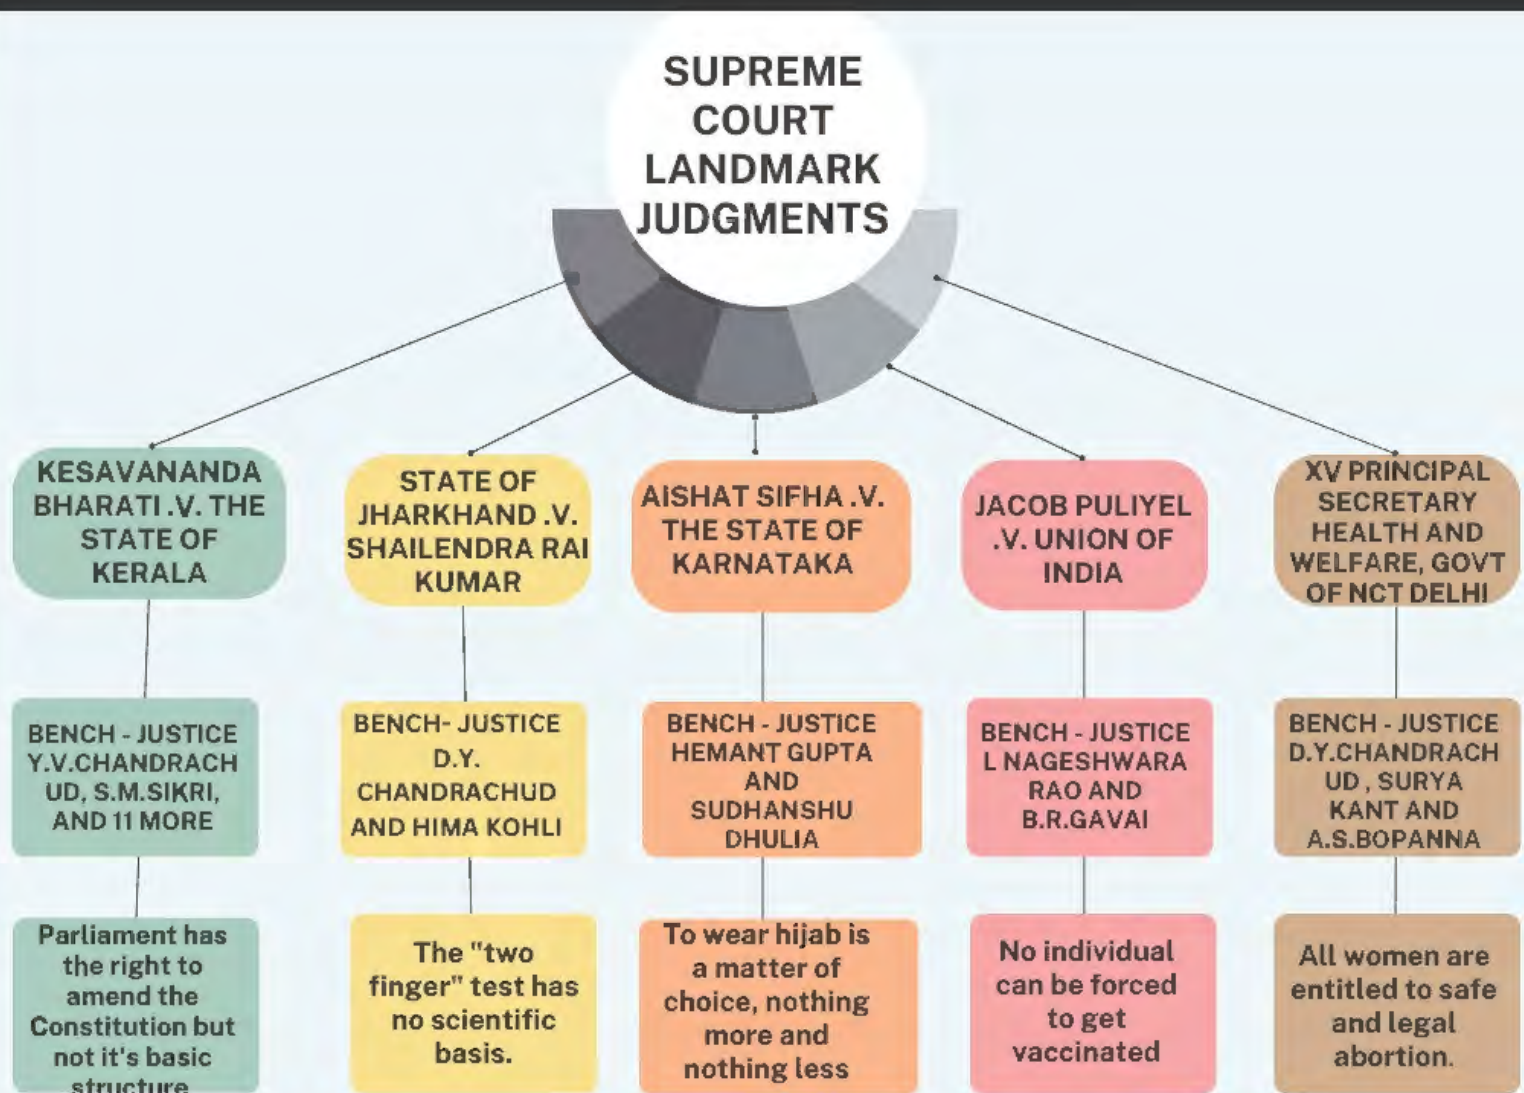 SUPREME
COURT
LANDMARK
JUDGMENTS
KESAVANANDA
BHARATI .V. THE
STATE OF
KERALA
STATE OF
JHARKHAND .V.
SHAILENDRA RAI
KUMAR
AISHAT SIFHA .V.
THE STATE OF
KARNATAKA
JACOB PULIYEL
.V. UNION OF
INDIA
XV PRINCIPAL
SECRETARY
HEALTH AND
WELFARE, GOVT
OF NCT DELHI
BENCH - JUSTICE
Y.V.CHANDRACH
UD, S.M.SIKRI,
AND 11 MORE
BENCH- JUSTICE
D.Y.
CHANDRACHUD
AND HIMA KOHLI
BENCH - JUSTICE
HEMANT GUPTA
AND
SUDHANSHU
DHULIA
BENCH - JUSTICE
L NAGESHWARA
RAO AND
B.R.GAVAI
BENCH - JUSTICE
D.Y.CHANDRACH
UD , SURYA
KANT AND
A.S.BOPANNA
Parliament has
the right to
amend the
Constitution but
not it's basic
structure
The "two
finger" test has
no scientific
basis.
To wear hijab is
a matter of
choice, nothing
more and
nothing less
No individual
can be forced
to get
vaccinated
All women are
entitled to safe
and legal
abortion.